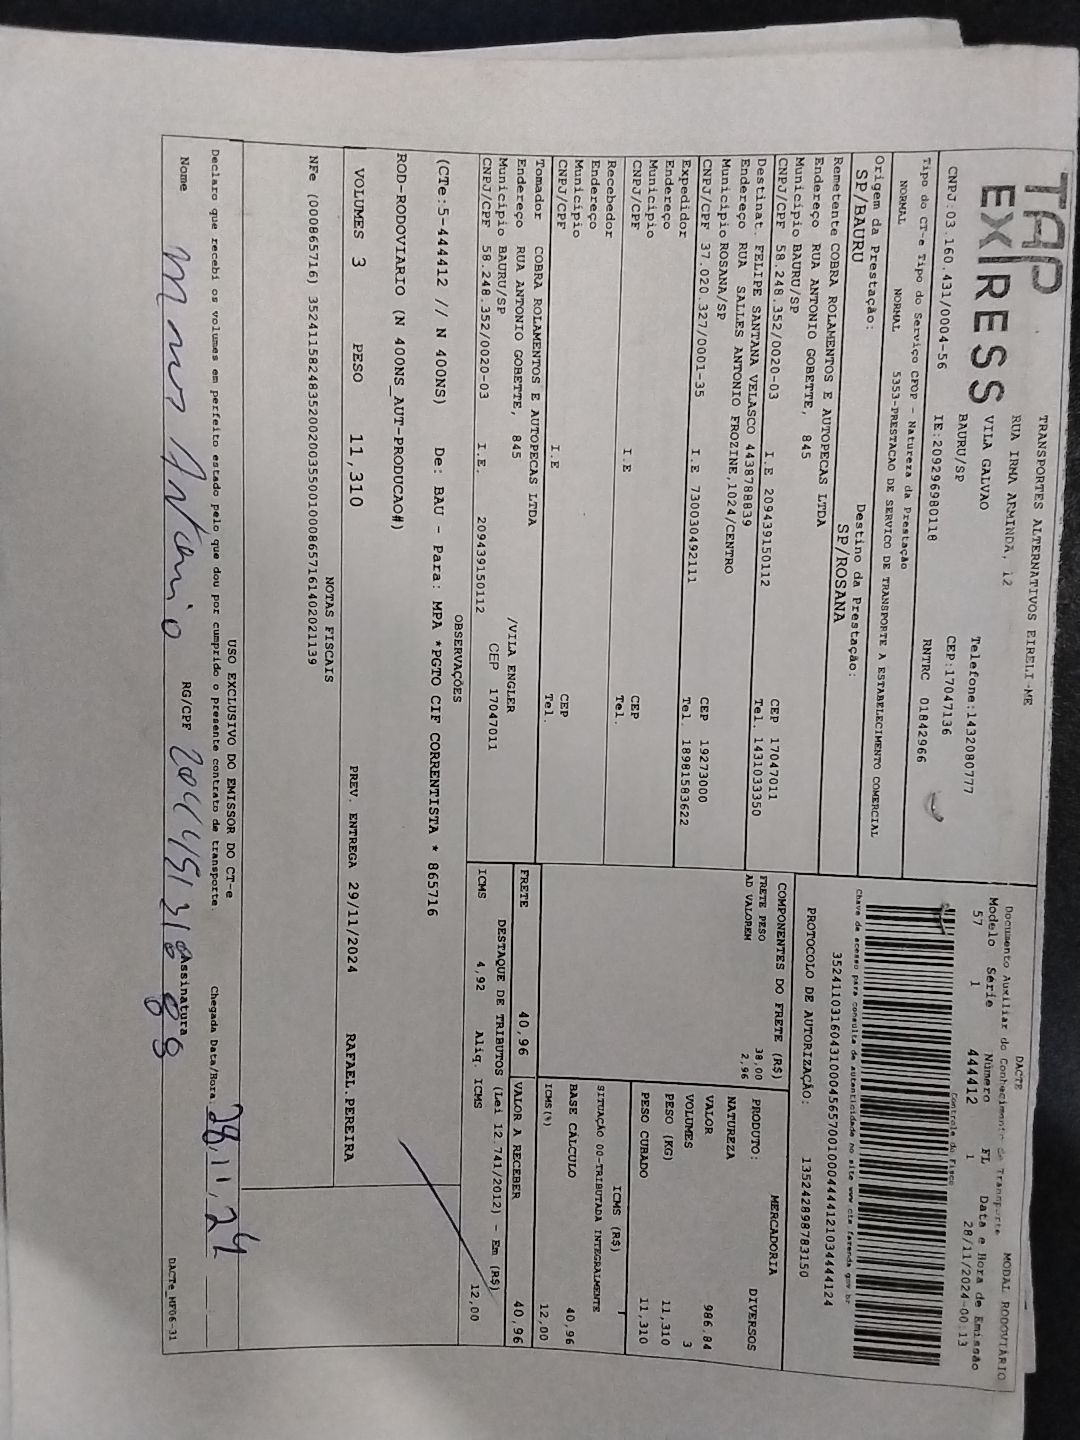 TAP
EXPRESS
TRANSPORTES ALTERNATIVOS EIRELI-ME
RUA IRMA ARMINDA, 12
VILA GALVAO
BAURU/SP
Telefone:1432080777
CEP:17047136
CNPJ.03.160.431/0004-56 IE:209296980118 RNTRC 01842966
Tipo do CT-e Tipo do Serviço CFOP - Natureza da Prestação
NORMAL NORMAL 5353-PRESTACAO DE SERVICO DE TRANSPORTE A ESTABELECIMENTO COMERCIAL
Origem da Prestação: Destino da Prestação:
SP/BAURU SP/ROSANA
Remetente COBRA ROLAMENTOS E AUTOPECAS LTDA
Endereço RUA ANTONIO GOBETTE, 845
Município BAURU/SP CEP 17047011
CNPJ/CPF 58.248.352/0020-03 I.E 209439150112 Tel. 1431033350
Destinat. FELIPE SANTANA VELASCO 4438788839
Endereço RUA SALLES ANTONIO FROZINE,1024/CENTRO
Município ROSANA/SP CEP 19273000
CNPJ/CPF 37.020.327/0001-35 I.E 730030492111 Tel. 18981583622
Expedidor
Endereço
Município CEP
CNPJ/CPF I.E Tel.
Recebedor
Endereço
Município CEP
CNPJ/CPF I.E Tel.
Tomador COBRA ROLAMENTOS E AUTOPECAS LTDA
Endereço RUA ANTONIO GOBETTE, 845 /VILA ENGLER
Município BAURU/SP CEP 17047011
CNPJ/CPF 58.248.352/0020-03 I.E. 209439150112
DACTE MODAL RODOVIÁRIO
Documento Auxiliar do Conhecimento de Transporte
Modelo Série Número FL Data e Hora de Emissão
57 1 444412 1 28/11/2024-00:13
Controle do Fisco
Chave de acesso para consulta de autenticidade no site www.cte.fazenda.gov.br
35241103160431000456570010004444121034444124
PROTOCOLO DE AUTORIZAÇÃO: 135242898783150
COMPONENTES DO FRETE (R$)
FRETE PESO 38,00
AD VALOREM 2,96
PRODUTO: MERCADORIA
NATUREZA DIVERSOS
VALOR 986,84
VOLUMES 3
PESO (KG) 11,310
PESO CUBADO 11,310
ICMS (R$)
SITUAÇÃO 00-TRIBUTADA INTEGRALMENTE
BASE CALCULO 40,96
ICMS(%) 12,00
FRETE 40,96 VALOR A RECEBER 40,96
DESTAQUE DE TRIBUTOS (Lei 12.741/2012) - Em (R$)
ICMS 4,92 Aliq. ICMS 12,00
OBSERVAÇÕES
(CTe:5-444412 // N 400NS) De: BAU - Para: MPA *PGTO CIF CORRENTISTA * 865716
ROD-RODOVIARIO (N 400NS_AUT-PRODUCAO#)
VOLUMES 3 PESO 11,310 PREV. ENTREGA 29/11/2024 RAFAEL.PEREIRA
NOTAS FISCAIS
NFe (000865716) 35241158248352002003550010008657161402021139
USO EXCLUSIVO DO EMISSOR DO CT-e
Declaro que recebi os volumes em perfeito estado pelo que dou por cumprido o presente contrato de transporte. Chegada Data/Hora. 28,11,24
Nome Antonio RG/CPF Assinatura
DACTe_MF06-31